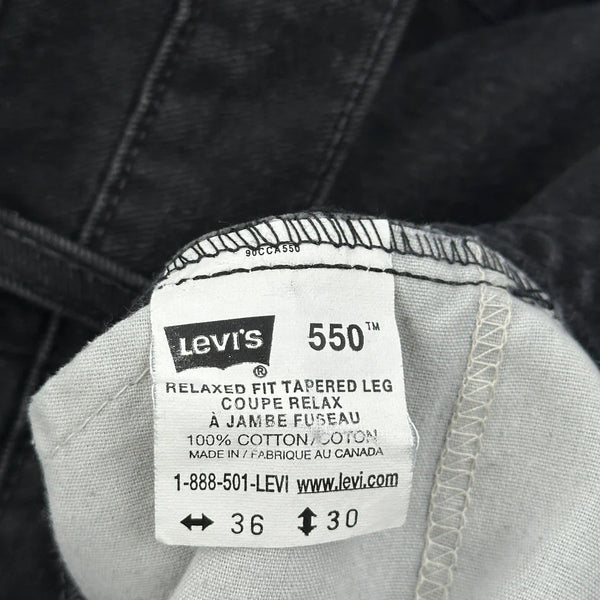 90CCA550
LEVI'S ® 550™
RELAXED FIT TAPERED LEG
COUPE RELAX
À JAMBE FUSEAU
100% COTTON/COTON
MADE IN / FABRIQUE AU CANADA
1-888-501-LEVI www.levi.com
↔ 36 ↕ 30